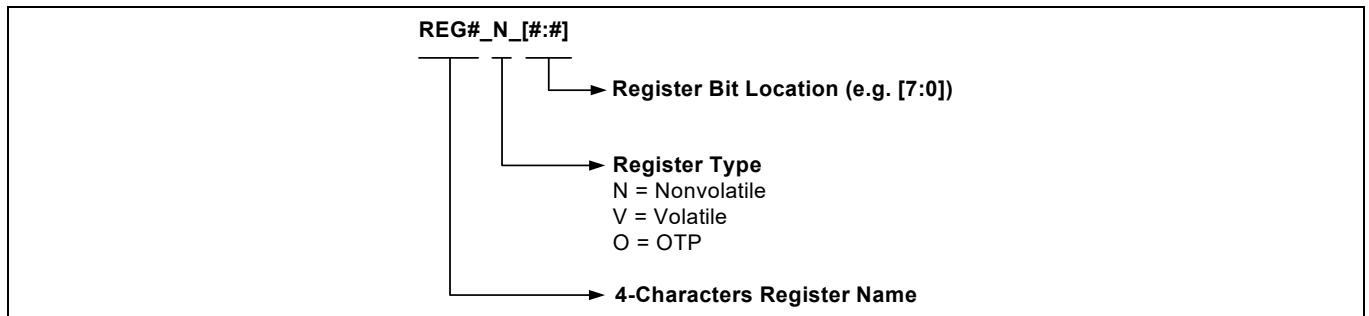 REG#_N_[#:#]
Register Bit Location (e.g. [7:0])
Register Type
N = Nonvolatile
V = Volatile
O = OTP
4-Characters Register Name